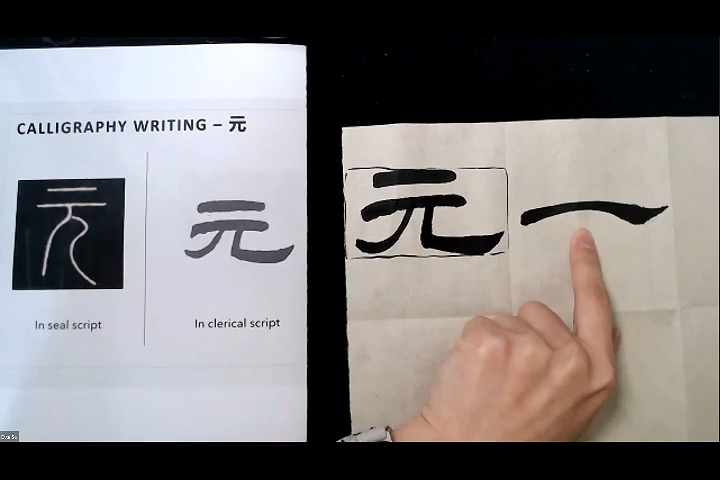 CALLIGRAPHY WRITING – 元
元
元
In seal script
In clerical script
元 一